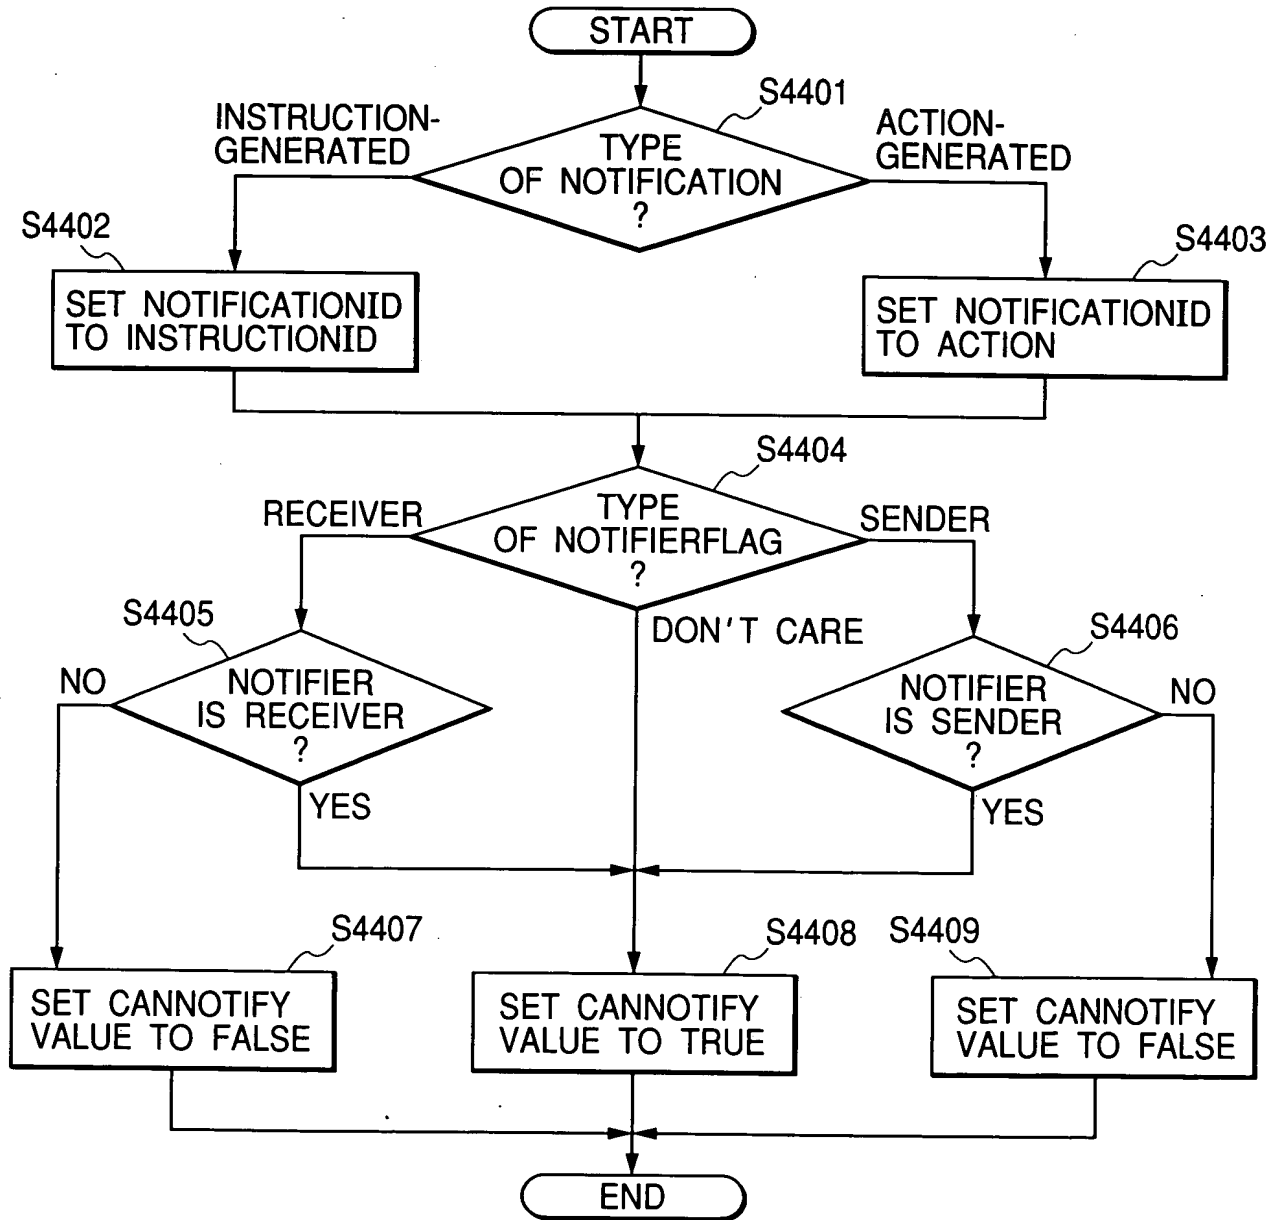 START
S4401
INSTRUCTION-
GENERATED
TYPE
OF NOTIFICATION
?
ACTION-
GENERATED
S4402
S4403
SET NOTIFICATIONID
TO INSTRUCTIONID
SET NOTIFICATIONID
TO ACTION
S4404
RECEIVER
TYPE
OF NOTIFIERFLAG
?
SENDER
DON'T CARE
S4405
S4406
NO
NOTIFIER
IS RECEIVER
?
YES
NOTIFIER
IS SENDER
?
NO
YES
S4407
S4408
S4409
SET CANNOTIFY
VALUE TO FALSE
SET CANNOTIFY
VALUE TO TRUE
SET CANNOTIFY
VALUE TO FALSE
END